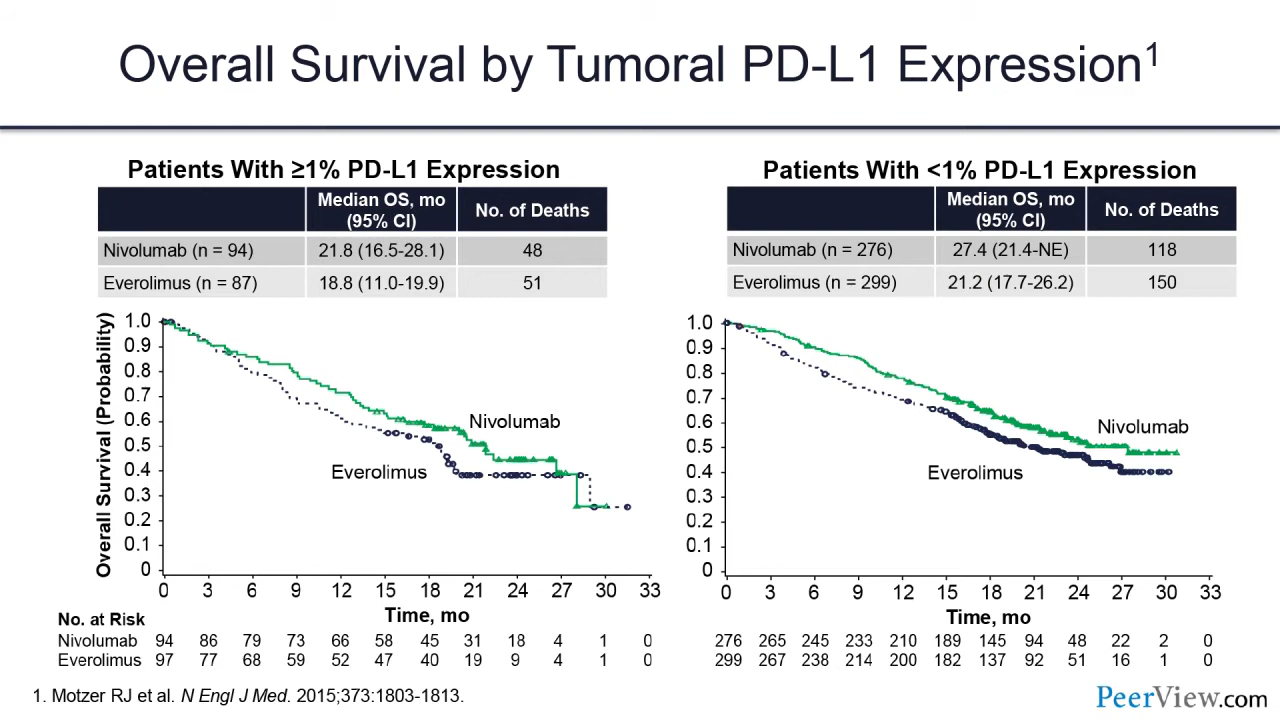 Overall Survival by Tumoral PD-L1 Expression1
Patients With ≥1% PD-L1 Expression
Median OS, mo (95% CI) No. of Deaths
Nivolumab (n = 94) 21.8 (16.5-28.1) 48
Everolimus (n = 87) 18.8 (11.0-19.9) 51
Overall Survival (Probability)
1.0
0.9
0.8
0.7
0.6
0.5
0.4
0.3
0.2
0.1
0
Nivolumab
Everolimus
0 3 6 9 12 15 18 21 24 27 30 33
Time, mo
No. at Risk
Nivolumab 94 86 79 73 66 58 45 31 18 4 1 0
Everolimus 97 77 68 59 52 47 40 19 9 4 1 0
Patients With <1% PD-L1 Expression
Median OS, mo (95% CI) No. of Deaths
Nivolumab (n = 276) 27.4 (21.4-NE) 118
Everolimus (n = 299) 21.2 (17.7-26.2) 150
1.0
0.9
0.8
0.7
0.6
0.5
0.4
0.3
0.2
0.1
0
Nivolumab
Everolimus
0 3 6 9 12 15 18 21 24 27 30 33
Time, mo
276 265 245 233 210 189 145 94 48 22 2 0
299 267 238 214 200 182 137 92 51 16 1 0
1. Motzer RJ et al. N Engl J Med. 2015;373:1803-1813.
PeerView.com